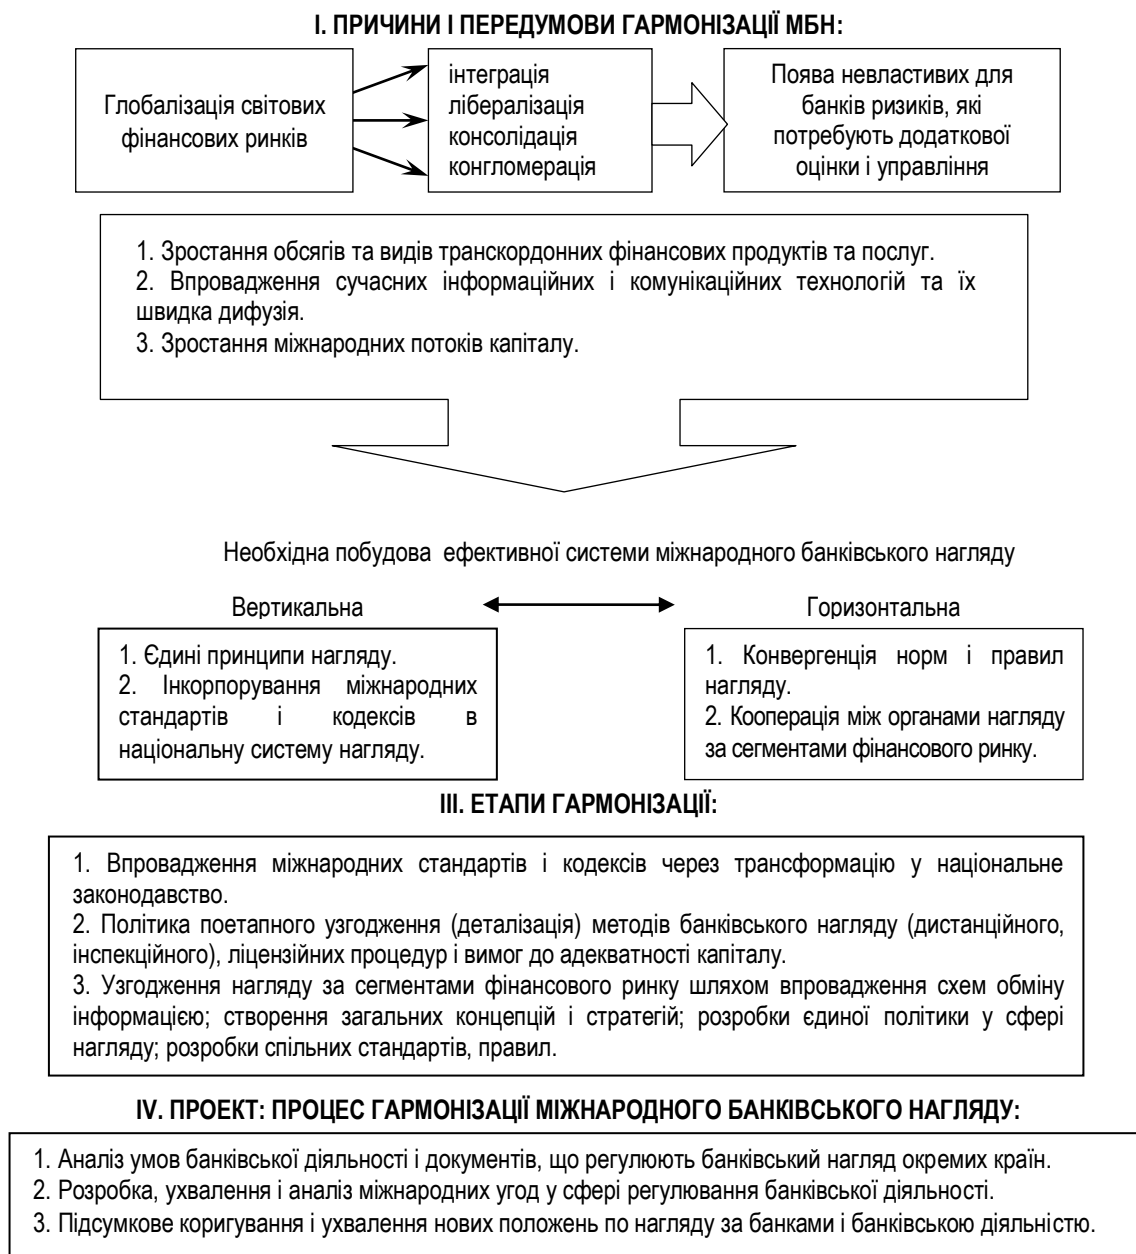 І. ПРИЧИНИ І ПЕРЕДУМОВИ ГАРМОНІЗАЦІЇ МБН:
Глобалізація світових
фінансових ринків
інтеграція
лібералізація
консолідація
конгломерація
Поява невластивих для
банків ризиків, які
потребують додаткової
оцінки і управління
1. Зростання обсягів та видів транскордонних фінансових продуктів та послуг.
2. Впровадження сучасних інформаційних і комунікаційних технологій та їх
швидка дифузія.
3. Зростання міжнародних потоків капіталу.
Необхідна побудова ефективної системи міжнародного банківського нагляду
Вертикальна
Горизонтальна
1. Єдині принципи нагляду.
2. Інкорпорування міжнародних
стандартів і кодексів в
національну систему нагляду.
1. Конвергенція норм і правил
нагляду.
2. Кооперація між органами нагляду
за сегментами фінансового ринку.
ІІІ. ЕТАПИ ГАРМОНІЗАЦІЇ:
1. Впровадження міжнародних стандартів і кодексів через трансформацію у національне
законодавство.
2. Політика поетапного узгодження (деталізація) методів банківського нагляду (дистанційного,
інспекційного), ліцензійних процедур і вимог до адекватності капіталу.
3. Узгодження нагляду за сегментами фінансового ринку шляхом впровадження схем обміну
інформацією; створення загальних концепцій і стратегій; розробки єдиної політики у сфері
нагляду; розробки спільних стандартів, правил.
IV. ПРОЕКТ: ПРОЦЕС ГАРМОНІЗАЦІЇ МІЖНАРОДНОГО БАНКІВСЬКОГО НАГЛЯДУ:
1. Аналіз умов банківської діяльності і документів, що регулюють банківський нагляд окремих країн.
2. Розробка, ухвалення і аналіз міжнародних угод у сфері регулювання банківської діяльності.
3. Підсумкове коригування і ухвалення нових положень по нагляду за банками і банківською діяльністю.